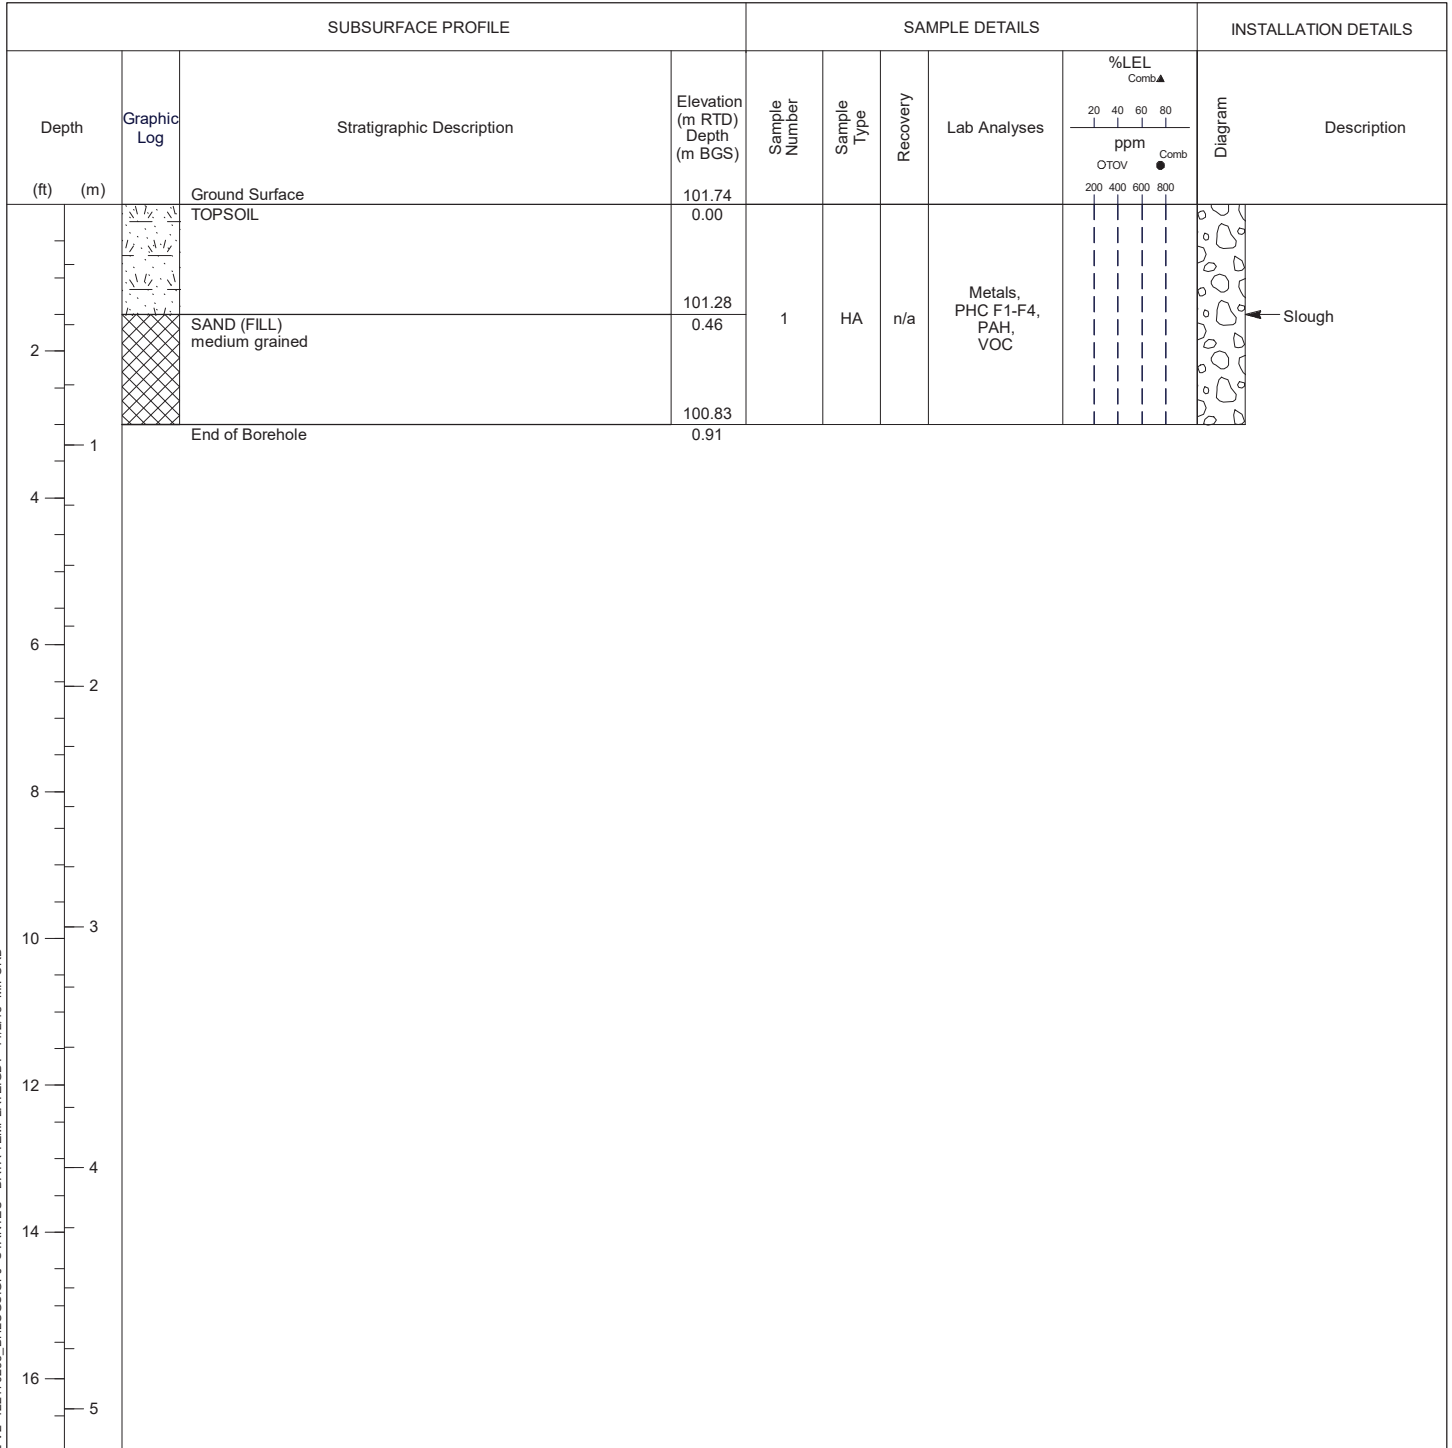 SUBSURFACE PROFILE
SAMPLE DETAILS
INSTALLATION DETAILS
Depth
(ft) (m)
Graphic
Log
Stratigraphic Description
Elevation
(m RTD)
Depth
(m BGS)
Sample
Number
Sample
Type
Recovery
Lab Analyses
%LEL
Comb▲
20 40 60 80
ppm
OTOV ● Comb
200 400 600 800
Diagram
Description
Ground Surface 101.74
TOPSOIL 0.00
101.28
SAND (FILL) 0.46
medium grained
100.83
End of Borehole 0.91
1
HA
n/a
Metals,
PHC F1-F4,
PAH,
VOC
Slough
2
1
4
6
2
8
3
10
12
4
14
16
5